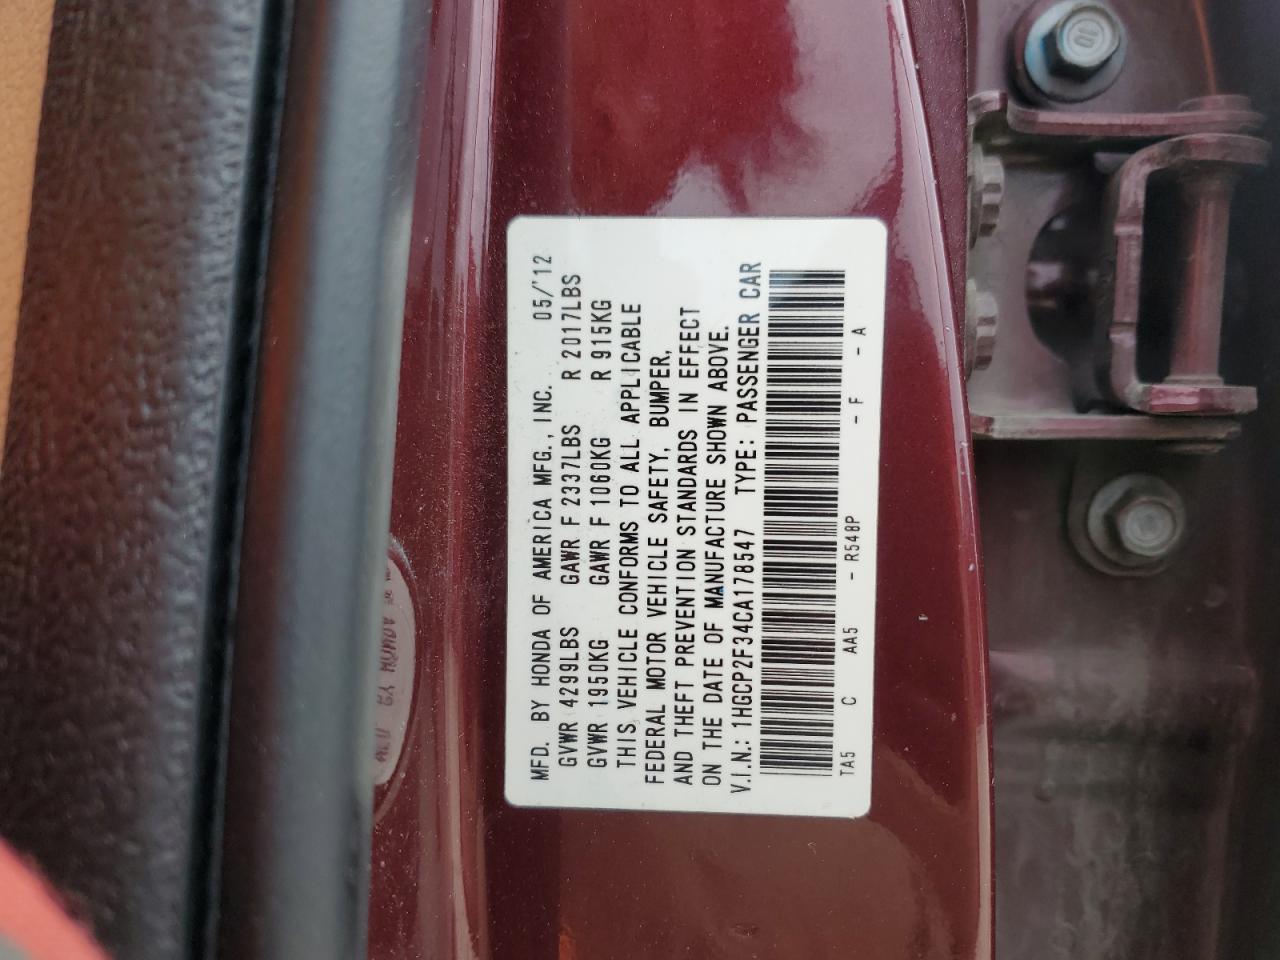 MFD. BY HONDA OF AMERICA MFG., INC. 05/'12
GVWR 4299LBS GAWR F 2337LBS R 2017LBS
GVWR 1950KG GAWR F 1060KG R 915KG
THIS VEHICLE CONFORMS TO ALL APPLICABLE
FEDERAL MOTOR VEHICLE SAFETY, BUMPER,
AND THEFT PREVENTION STANDARDS IN EFFECT
ON THE DATE OF MANUFACTURE SHOWN ABOVE.
V.I.N.: 1HGCP2F34CA178547 TYPE: PASSENGER CAR
TA5 C AA5 - R548P - F - A
10